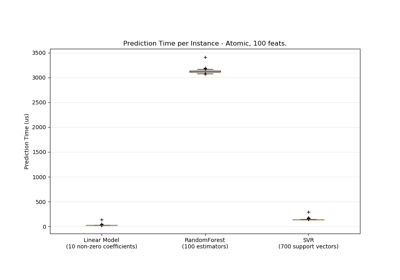 Prediction Time per Instance - Atomic, 100 feats.
3500
3000
2500
2000
1500
1000
500
0
Prediction Time (us)
Linear Model
(10 non-zero coefficients)
RandomForest
(100 estimators)
SVR
(700 support vectors)